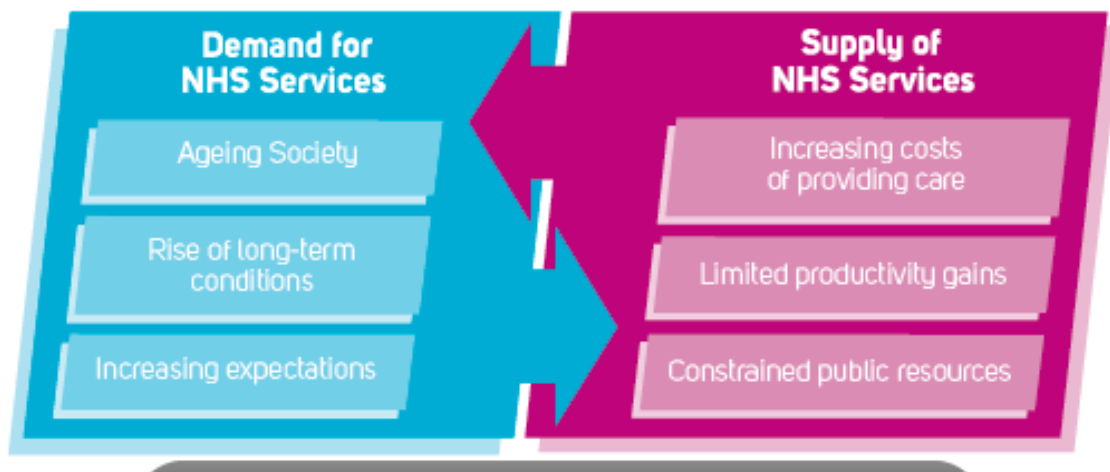 Demand for
NHS Services
Ageing Society
Rise of long-term
conditions
Increasing expectations
Supply of
NHS Services
Increasing costs
of providing care
Limited productivity gains
Constrained public resources